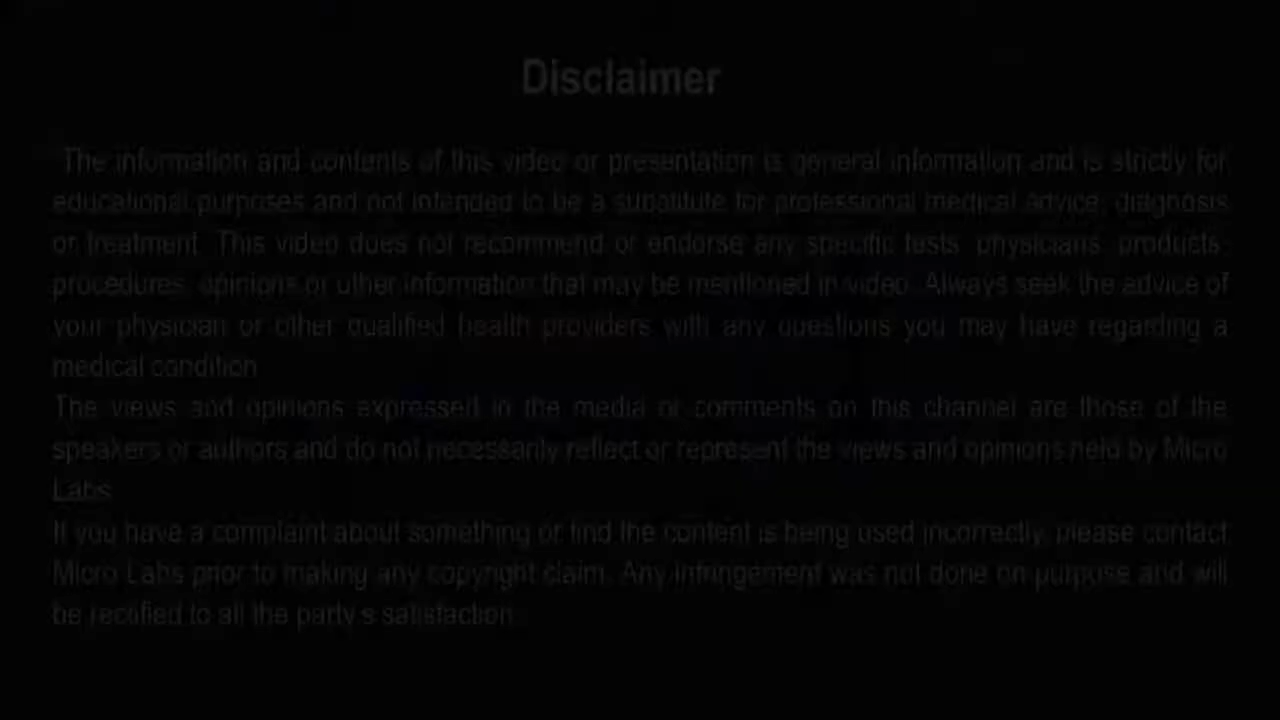 Disclaimer
The information and contents of this video or presentation is general information and is strictly for
educational purposes and not intended to be a substitute for professional medical advice, diagnosis
or treatment. This video does not recommend or endorse any specific tests, physicians, products,
procedures, opinions or other information that may be mentioned in video. Always seek the advice of
your physician or other qualified health providers with any questions you may have regarding a
medical condition.
The views and opinions expressed in the media or comments on this channel are those of the
speakers or authors and do not necessarily reflect or represent the views and opinions held by Micro
Labs.
If you have a complaint about something or find the content is being used incorrectly, please contact
Micro Labs prior to making any copyright claim. Any infringement was not done on purpose and will
be rectified to all the party's satisfaction.